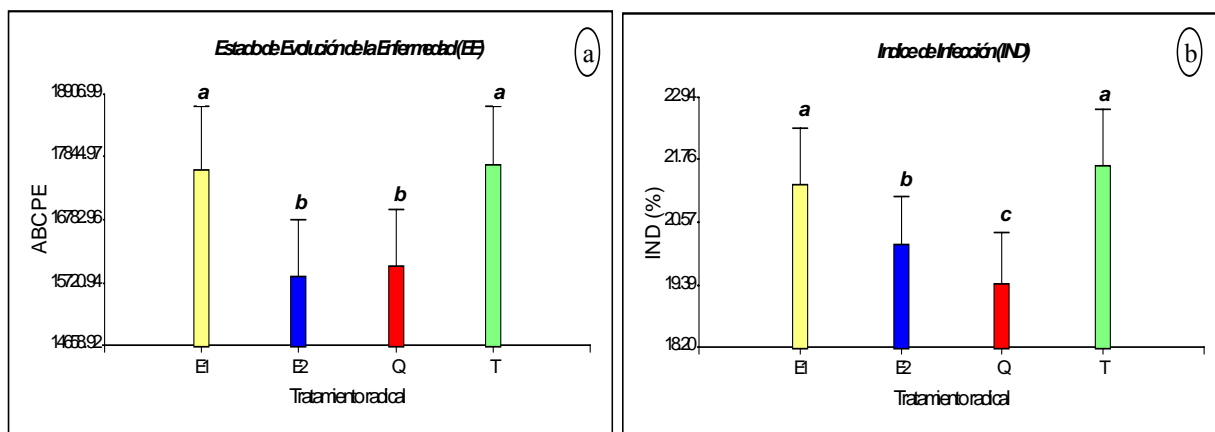 Estado de Evolución de la Enfermedad (EE)
a
18906.99
17844.97
16782.96
15720.94
14658.92
ABCPE
a
b
b
a
E1
E2
Q
T
Tratamiento radical
Indice de Infección (IND)
b
22.94
21.76
20.57
19.39
18.20
IND (%)
a
b
c
a
E1
E2
Q
T
Tratamiento radical